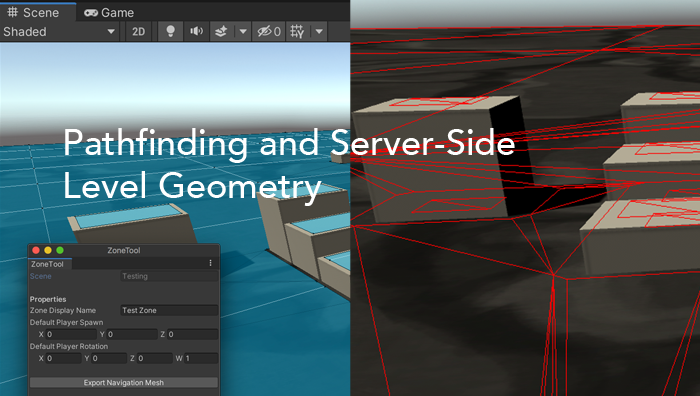 Scene Game
Shaded 2D 0
Pathfinding and Server-Side
Level Geometry
ZoneTool
ZoneTool
Scene Testing
Properties
Zone Display Name Test Zone
Default Player Spawn
X 0 Y 0 Z 0
Default Player Rotation
X 0 Y 0 Z 0 W 1
Export Navigation Mesh